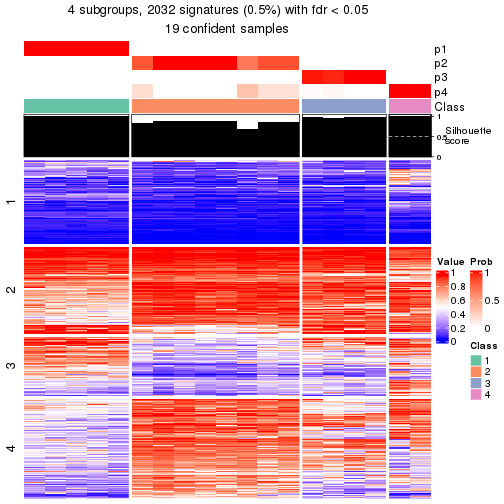 4 subgroups, 2032 signatures (0.5%) with fdr < 0.05
19 confident samples
p1
p2
p3
p4
Class
1
0.5
0
Silhouette
score
1
2
3
4
Value
1
0.8
0.6
0.4
0.2
0
Prob
1
0.5
0
Class
1
2
3
4